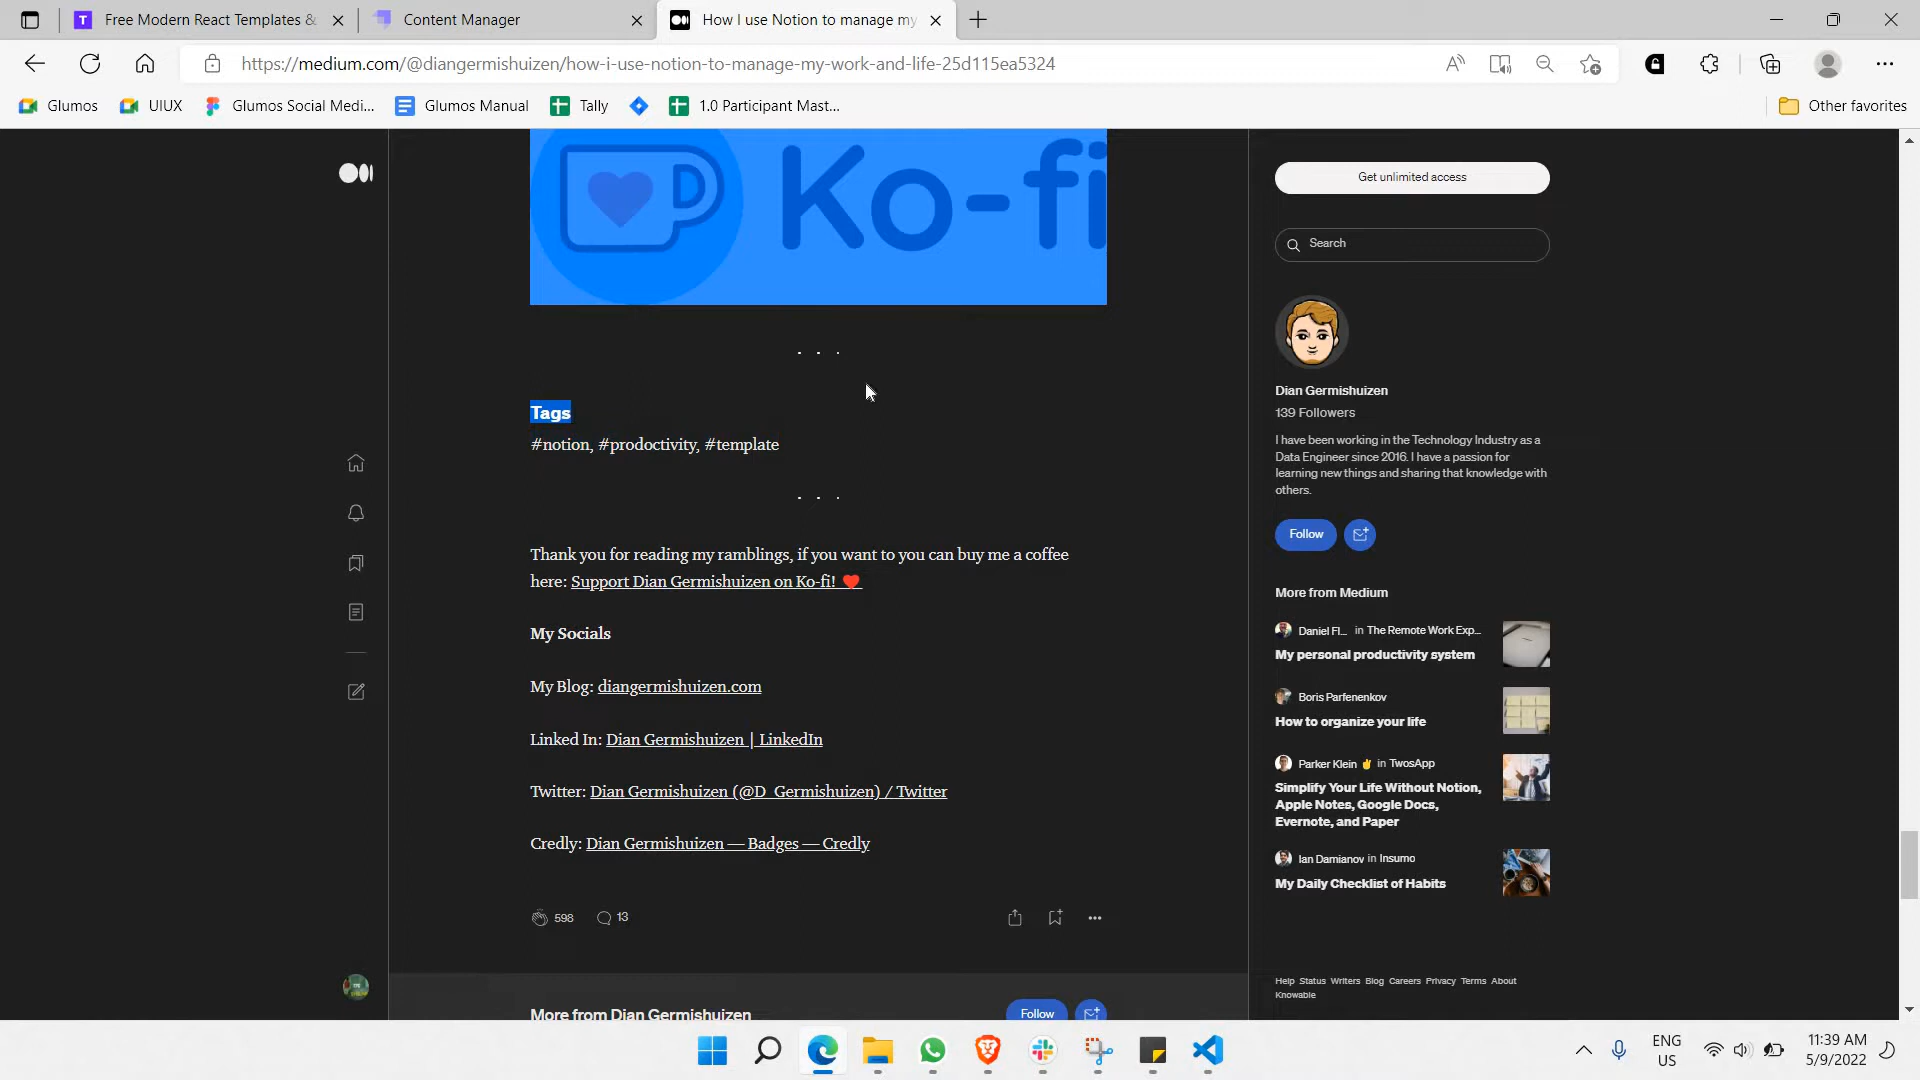 Free Modern React Templates &
Content Manager
How I use Notion to manage my
https://medium.com/@diangermishuizen/how-i-use-notion-to-manage-my-work-and-life-25d115ea5324
Glumos
UIUX
Glumos Social Medi...
Glumos Manual
Tally
1.0 Participant Mast...
Other favorites
Ko-fi
Tags
#notion, #productivity, #template
Thank you for reading my ramblings, if you want to you can buy me a coffee
here: Support Dian Germishuizen on Ko-fi! ♥
My Socials
My Blog: diangermishuizen.com
Linked In: Dian Germishuizen | LinkedIn
Twitter: Dian Germishuizen (@D_Germishuizen) / Twitter
Credly: Dian Germishuizen — Badges — Credly
598
13
More from Dian Germishuizen
Follow
Get unlimited access
Search
Dian Germishuizen
139 Followers
I have been working in the Technology Industry as a
Data Engineer since 2016. I have a passion for
learning new things and sharing that knowledge with
others.
Follow
More from Medium
Daniel Fl... in The Remote Work Exp...
My personal productivity system
Boris Parfenenkov
How to organize your life
Parker Klein ✌ in TwosApp
Simplify Your Life Without Notion,
Apple Notes, Google Docs,
Evernote, and Paper
Ian Damianov in Insumo
My Daily Checklist of Habits
Help Status Writers Blog Careers Privacy Terms About
Knowable
ENG
US
11:39 AM
5/9/2022